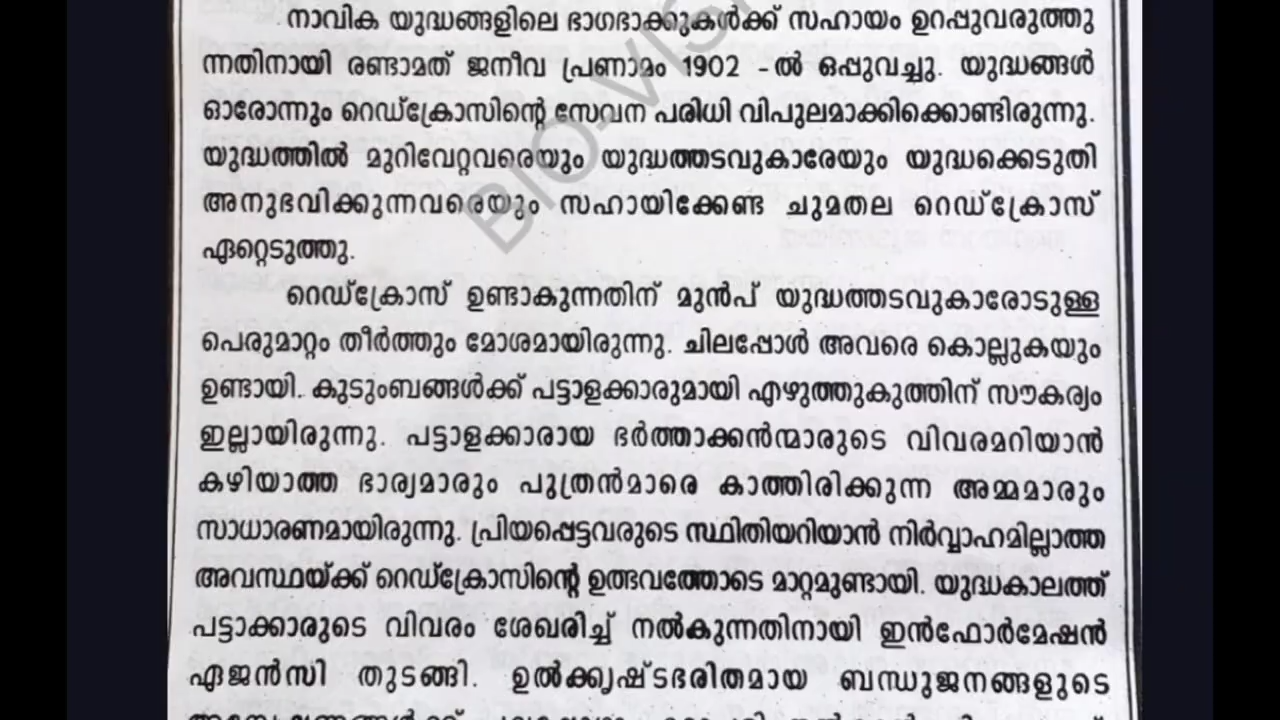 നാവിക യുദ്ധങ്ങളിലെ ഭാഗഭാക്കുകൾക്ക് സഹായം ഉറപ്പുവരുത്തു
ന്നതിനായി രണ്ടാമത് ജനീവ പ്രണാമം 1902 -ൽ ഒപ്പുവച്ചു. യുദ്ധങ്ങൾ
ഓരോന്നും റെഡ്ക്രോസിന്റെ സേവന പരിധി വിപുലമാക്കിക്കൊണ്ടിരുന്നു.
യുദ്ധത്തിൽ മുറിവേറ്റവരെയും യുദ്ധത്തടവുകാരേയും യുദ്ധക്കെടുതി
അനുഭവിക്കുന്നവരെയും സഹായിക്കേണ്ട ചുമതല റെഡ്ക്രോസ്
ഏറ്റെടുത്തു.
റെഡ്ക്രോസ് ഉണ്ടാകുന്നതിന് മുൻപ് യുദ്ധത്തടവുകാരോടുള്ള
പെരുമാറ്റം തീർത്തും മോശമായിരുന്നു. ചിലപ്പോൾ അവരെ കൊല്ലുകയും
ഉണ്ടായി. കുടുംബങ്ങൾക്ക് പട്ടാളക്കാരുമായി എഴുത്തുകുത്തിന് സൗകര്യം
ഇല്ലായിരുന്നു. പട്ടാളക്കാരായ ഭർത്താക്കൻന്മാരുടെ വിവരമറിയാൻ
കഴിയാത്ത ഭാര്യമാരും പുത്രൻമാരെ കാത്തിരിക്കുന്ന അമ്മമാരും
സാധാരണമായിരുന്നു. പ്രിയപ്പെട്ടവരുടെ സ്ഥിതിയറിയാൻ നിർവ്വാഹമില്ലാത്ത
അവസ്ഥയ്ക്ക് റെഡ്ക്രോസിന്റെ ഉത്ഭവത്തോടെ മാറ്റമുണ്ടായി. യുദ്ധകാലത്ത്
പട്ടാക്കാരുടെ വിവരം ശേഖരിച്ച് നൽകുന്നതിനായി ഇൻഫോർമേഷൻ
ഏജൻസി തുടങ്ങി. ഉൽക്കൃഷ്ടഭരിതമായ ബന്ധുജനങ്ങളുടെ